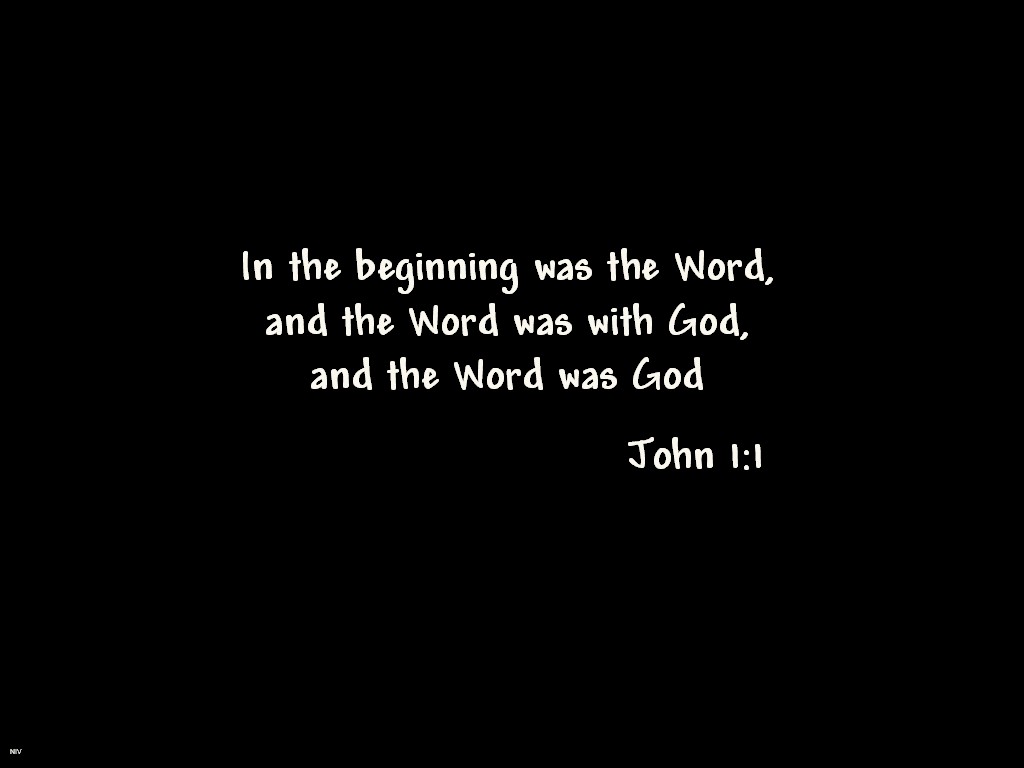 In the beginning was the Word,
and the Word was with God,
and the Word was God
John 1:1
NIV